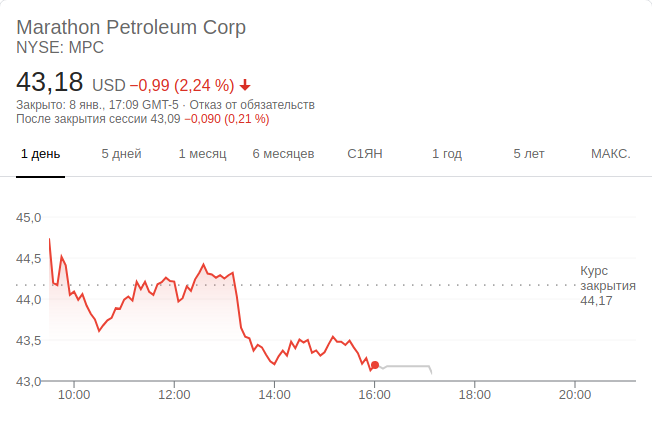 Marathon Petroleum Corp
NYSE: MPC
43,18 USD −0,99 (2,24 %)
Закрыто: 8 янв., 17:09 GMT-5 · Отказ от обязательств
После закрытия сессии 43,09 −0,090 (0,21 %)
1 день 5 дней 1 месяц 6 месяцев С1ЯН 1 год 5 лет МАКС.
45,0
44,5
Курс
закрытия
44,17
44,0
43,5
43,0
10:00 12:00 14:00 16:00 18:00 20:00